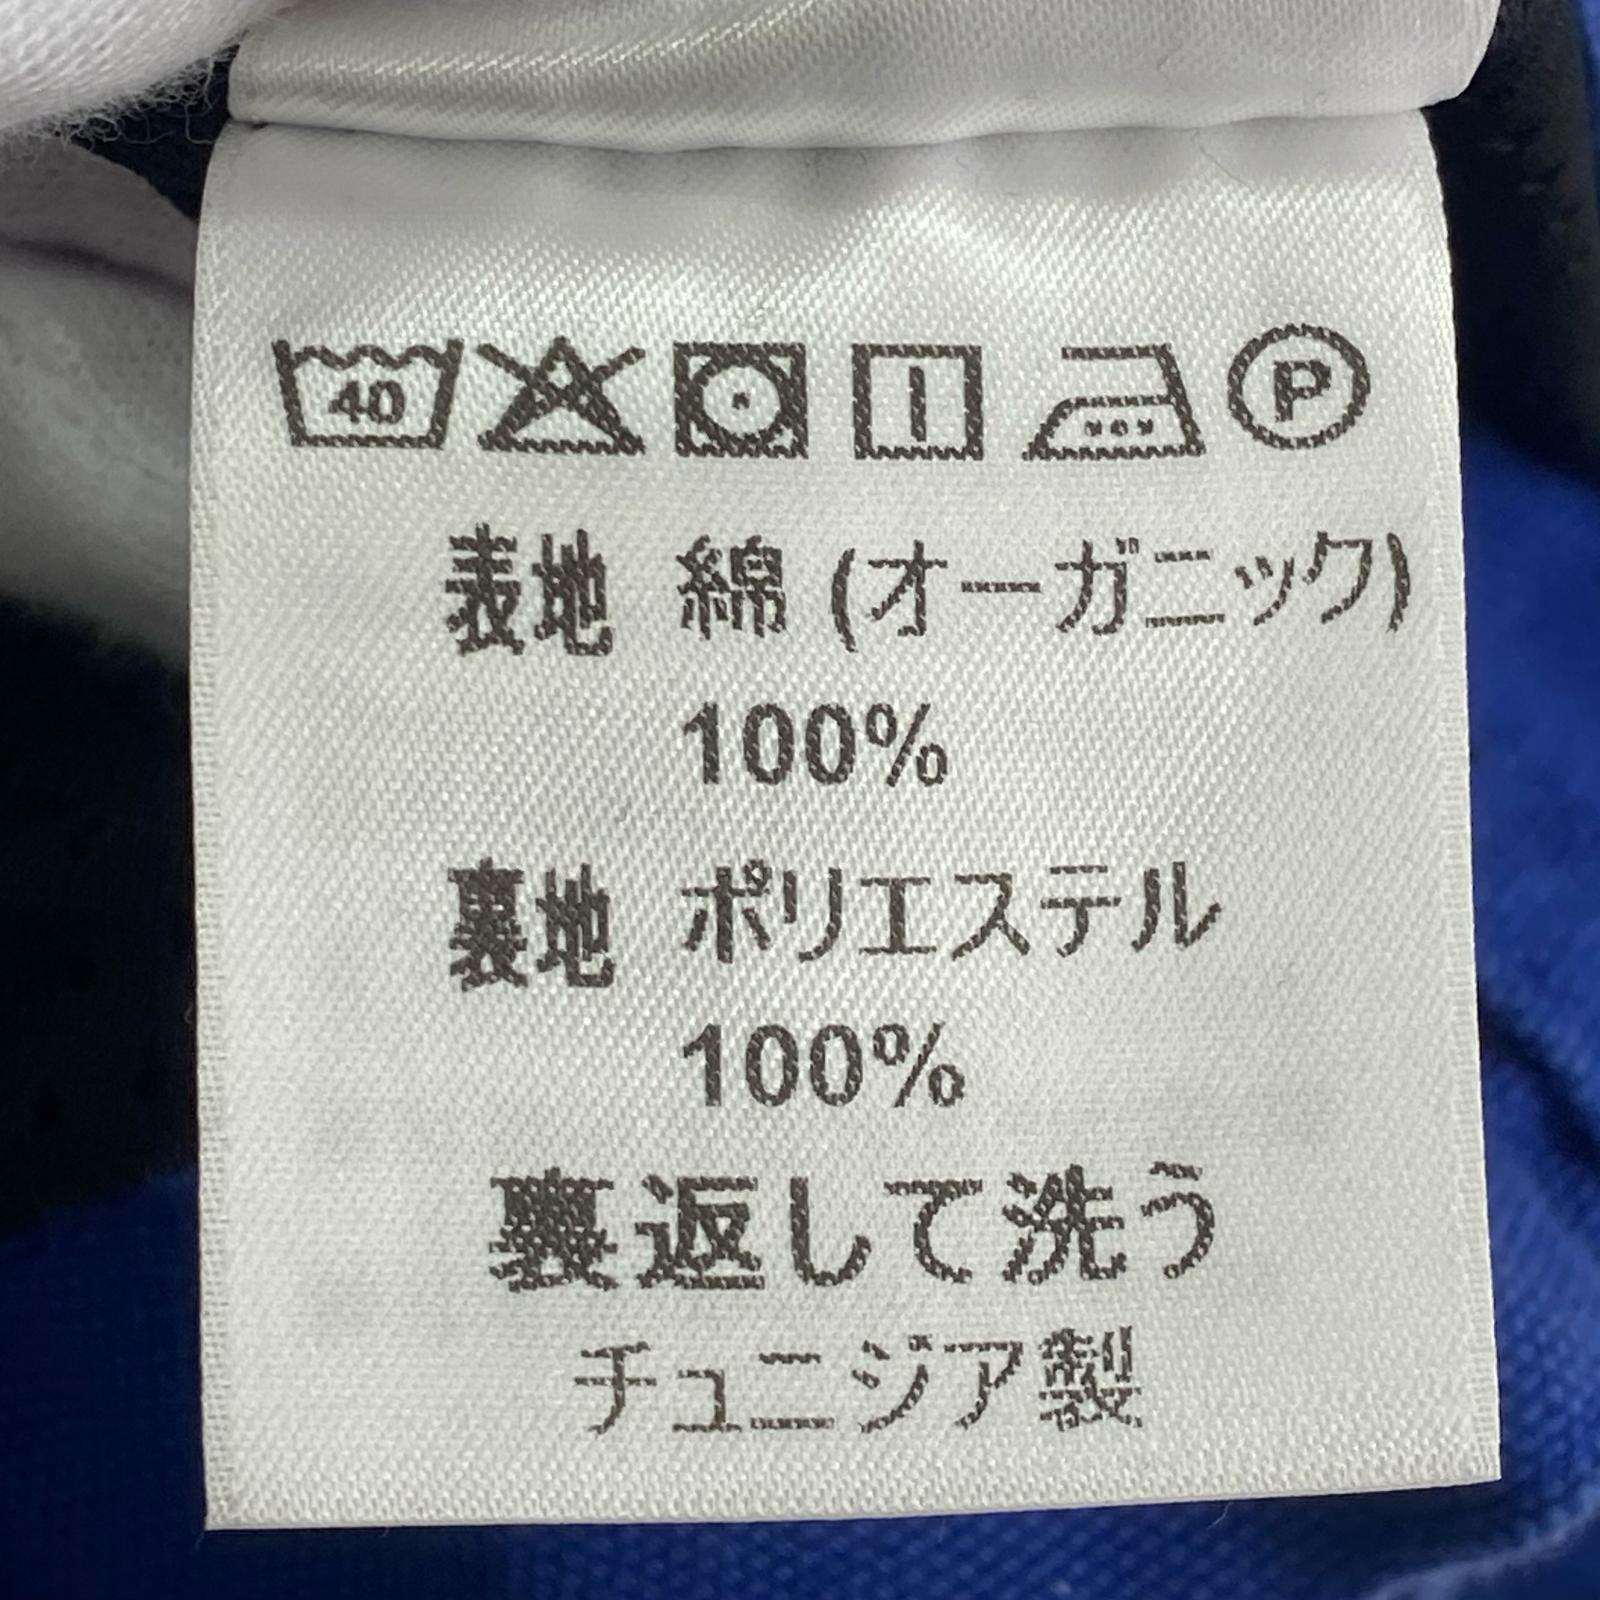 40 P
表地 綿 (オーガニック)
100%
裏地 ポリエステル
100%
裏返して洗う
チュニジア製